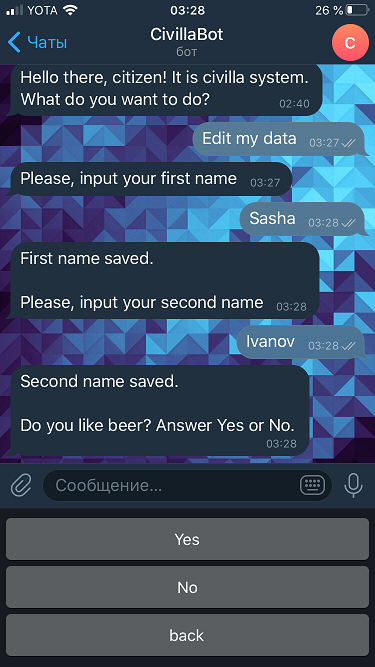 YOTA 03:28 26 %
Чаты CivillaBot C
бот
Hello there, citizen! It is civilla system.
What do you want to do? 02:40
Edit my data 03:27
Please, input your first name 03:27
Sasha 03:28
First name saved.
Please, input your second name 03:28
Ivanov 03:28
Second name saved.
Do you like beer? Answer Yes or No.
03:28
Сообщение...
Yes
No
back